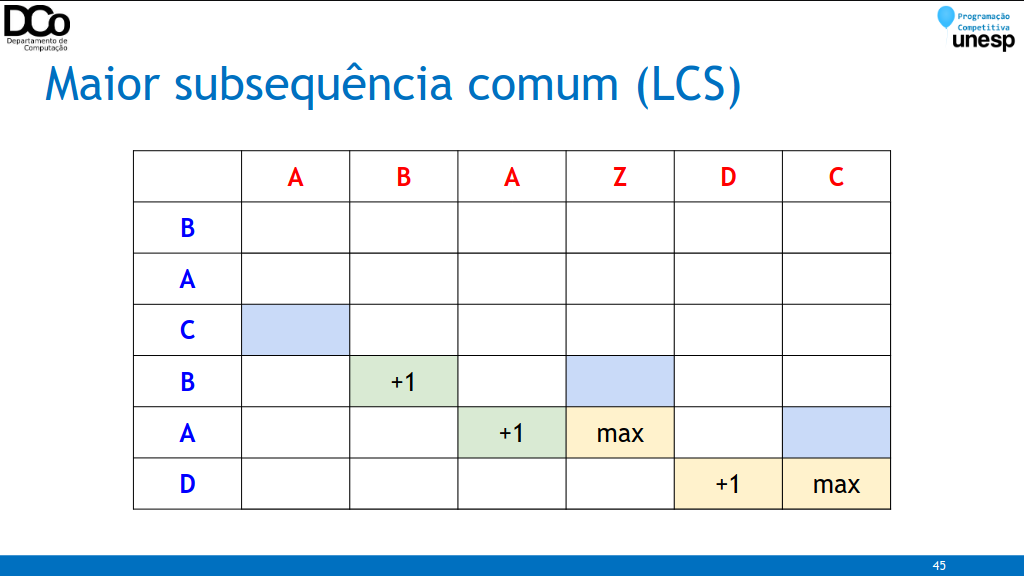 DCo
Departamento de
Computação
Programação
Competitiva
unesp
Maior subsequência comum (LCS)
A B A Z D C
B
A
C
B +1
A +1 max
D +1 max
45